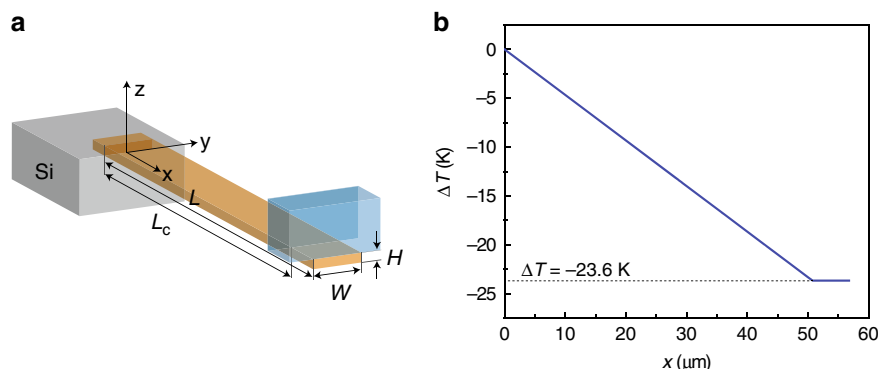 a
z
y
Si
x
L
Lc
H
W
b
0
−5
−10
−15
−20
−25
ΔT (K)
ΔT = −23.6 K
0 10 20 30 40 50 60
x (μm)